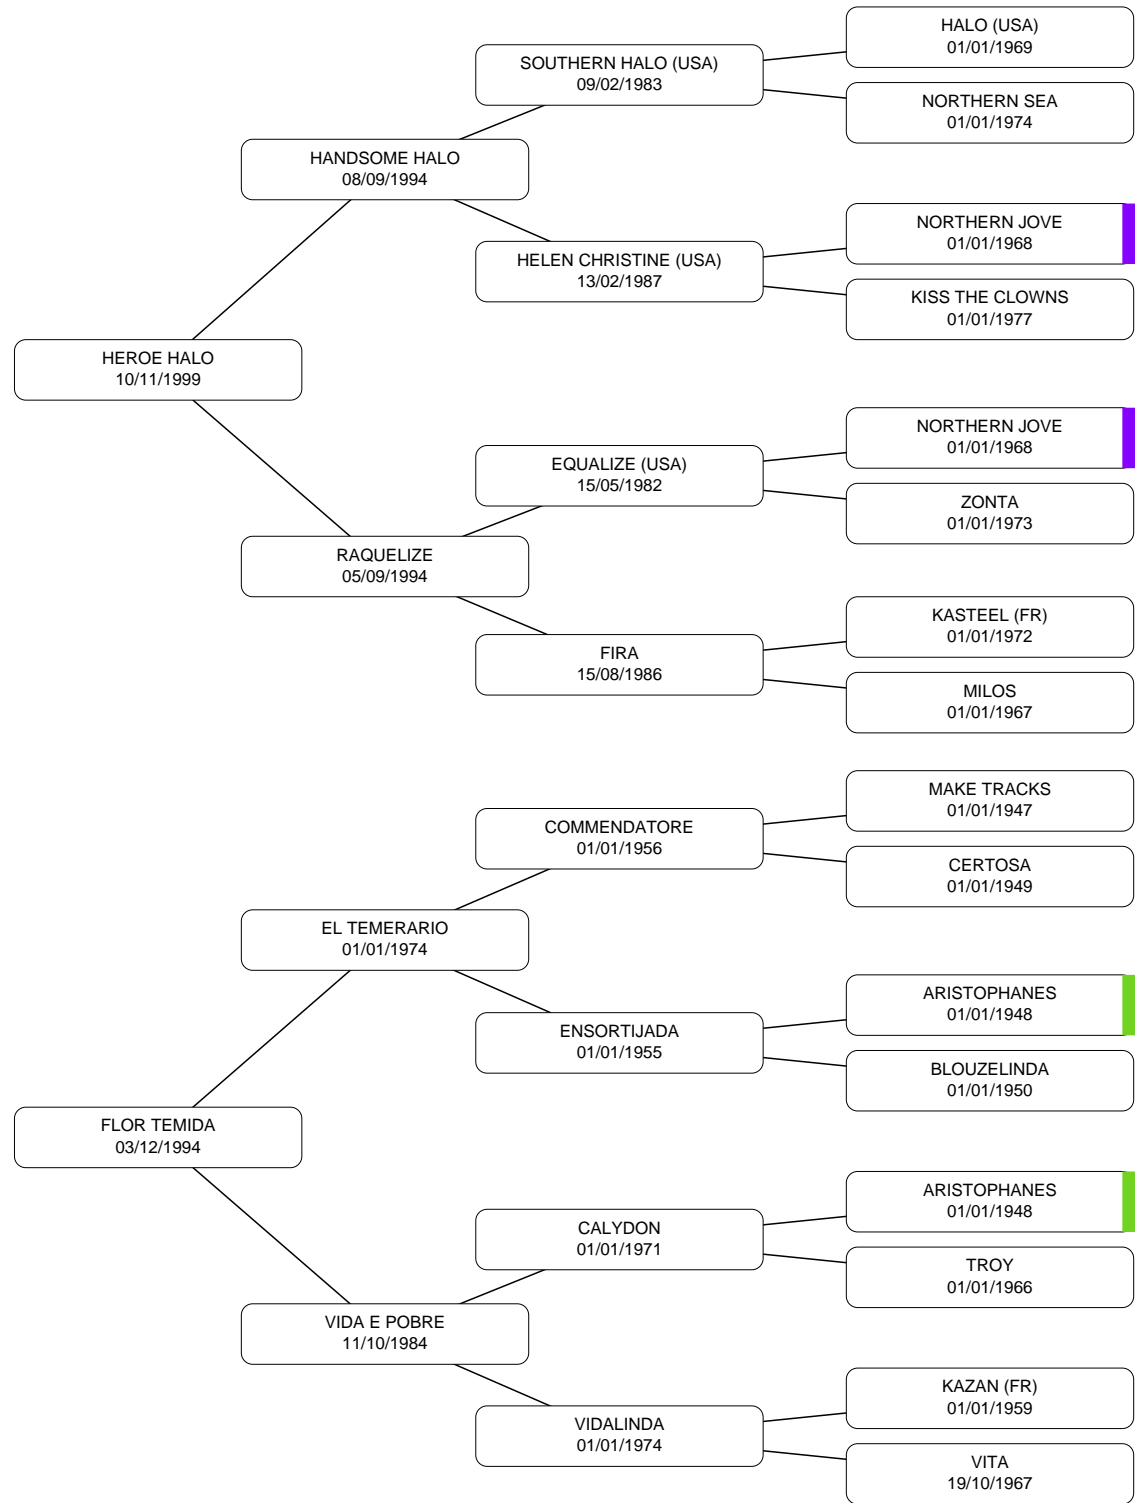 HALO (USA)
01/01/1969
SOUTHERN HALO (USA)
09/02/1983
NORTHERN SEA
01/01/1974
HANDSOME HALO
08/09/1994
NORTHERN JOVE
01/01/1968
HELEN CHRISTINE (USA)
13/02/1987
KISS THE CLOWNS
01/01/1977
HEROE HALO
10/11/1999
NORTHERN JOVE
01/01/1968
EQUALIZE (USA)
15/05/1982
ZONTA
01/01/1973
RAQUELIZE
05/09/1994
KASTEEL (FR)
01/01/1972
FIRA
15/08/1986
MILOS
01/01/1967
MAKE TRACKS
01/01/1947
COMMENDATORE
01/01/1956
CERTOSA
01/01/1949
EL TEMERARIO
01/01/1974
ARISTOPHANES
01/01/1948
ENSORTIJADA
01/01/1955
BLOUZELINDA
01/01/1950
FLOR TEMIDA
03/12/1994
ARISTOPHANES
01/01/1948
CALYDON
01/01/1971
TROY
01/01/1966
VIDA E POBRE
11/10/1984
KAZAN (FR)
01/01/1959
VIDALINDA
01/01/1974
VITA
19/10/1967